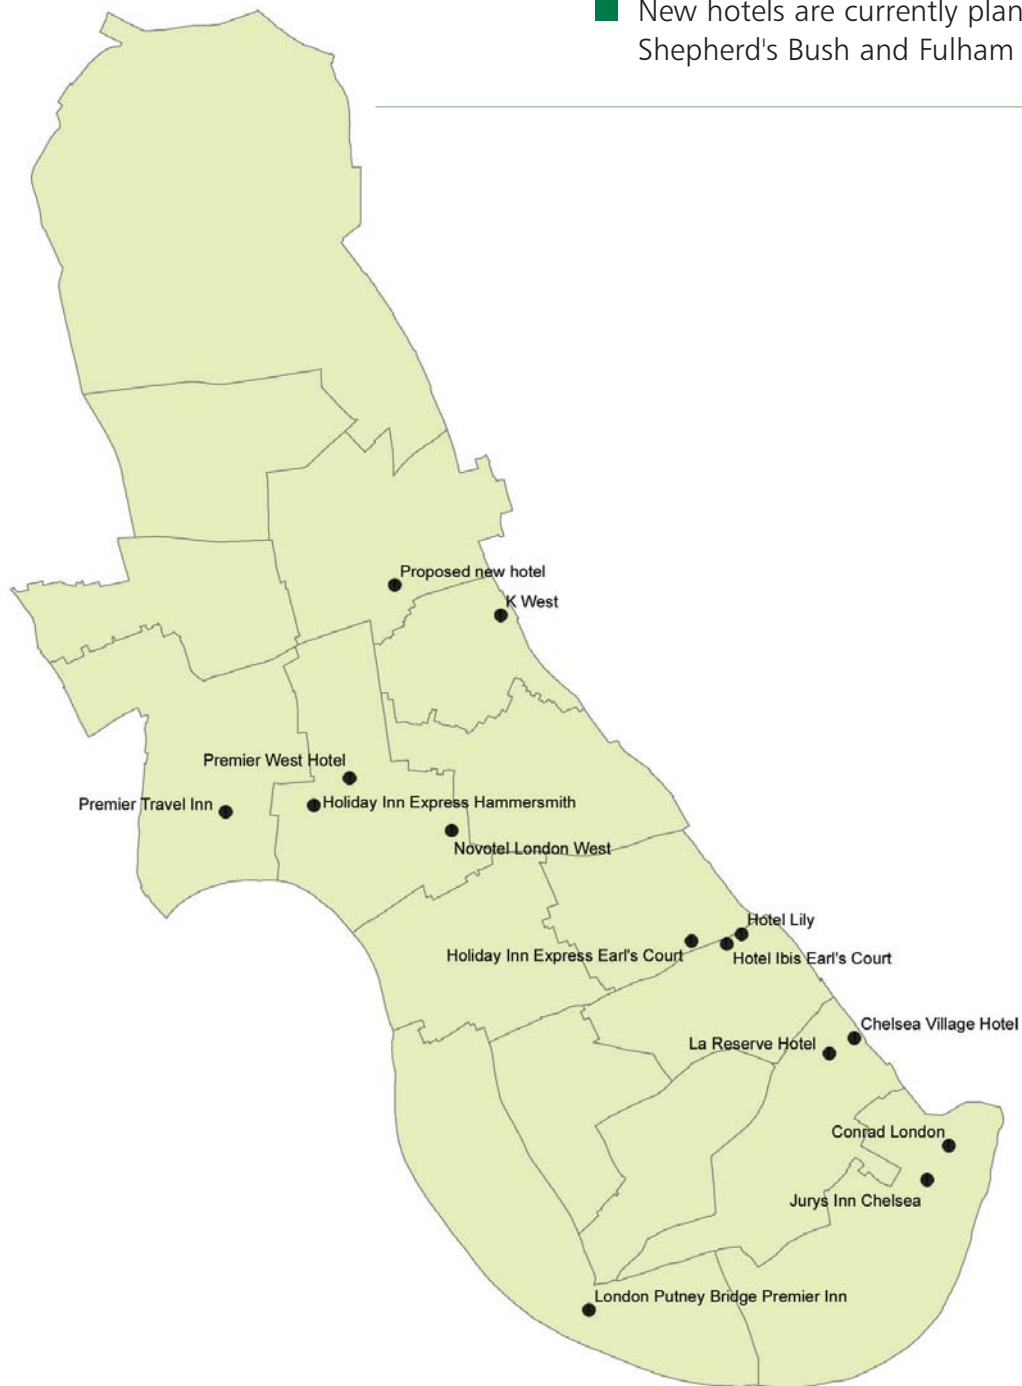 New hotels are currently plan
Shepherd's Bush and Fulham
Proposed new hotel
K West
Premier West Hotel
Premier Travel Inn
Holiday Inn Express Hammersmith
Novotel London West
Hotel Lily
Holiday Inn Express Earl's Court
Hotel Ibis Earl's Court
Chelsea Village Hotel
La Reserve Hotel
Conrad London
Jurys Inn Chelsea
London Putney Bridge Premier Inn